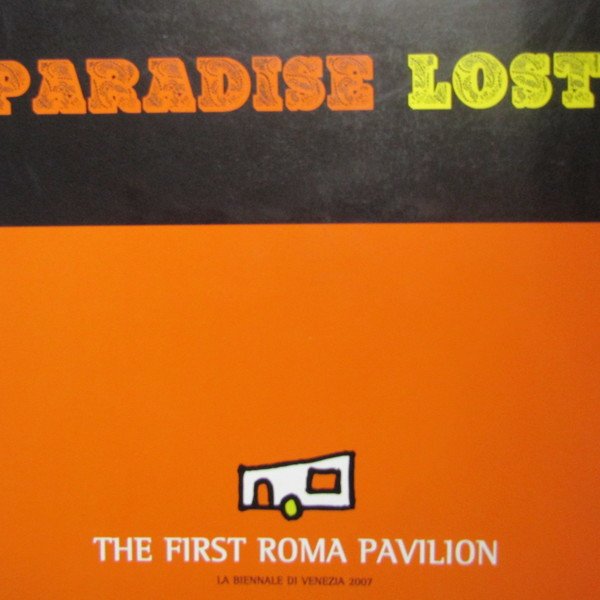 PARADISE LOST
THE FIRST ROMA PAVILION
LA BIENNALE DI VENEZIA 2007